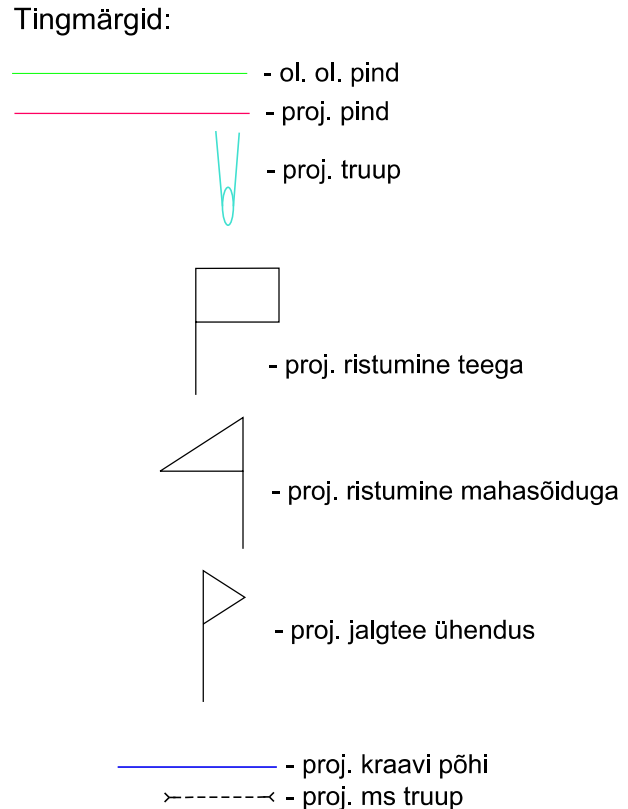 Tingmärgid:
- ol. ol. pind
- proj. pind
- proj. truup
- proj. ristumine teega
- proj. ristumine mahasõiduga
- proj. jalgtee ühendus
- proj. kraavi põhi
- proj. ms truup